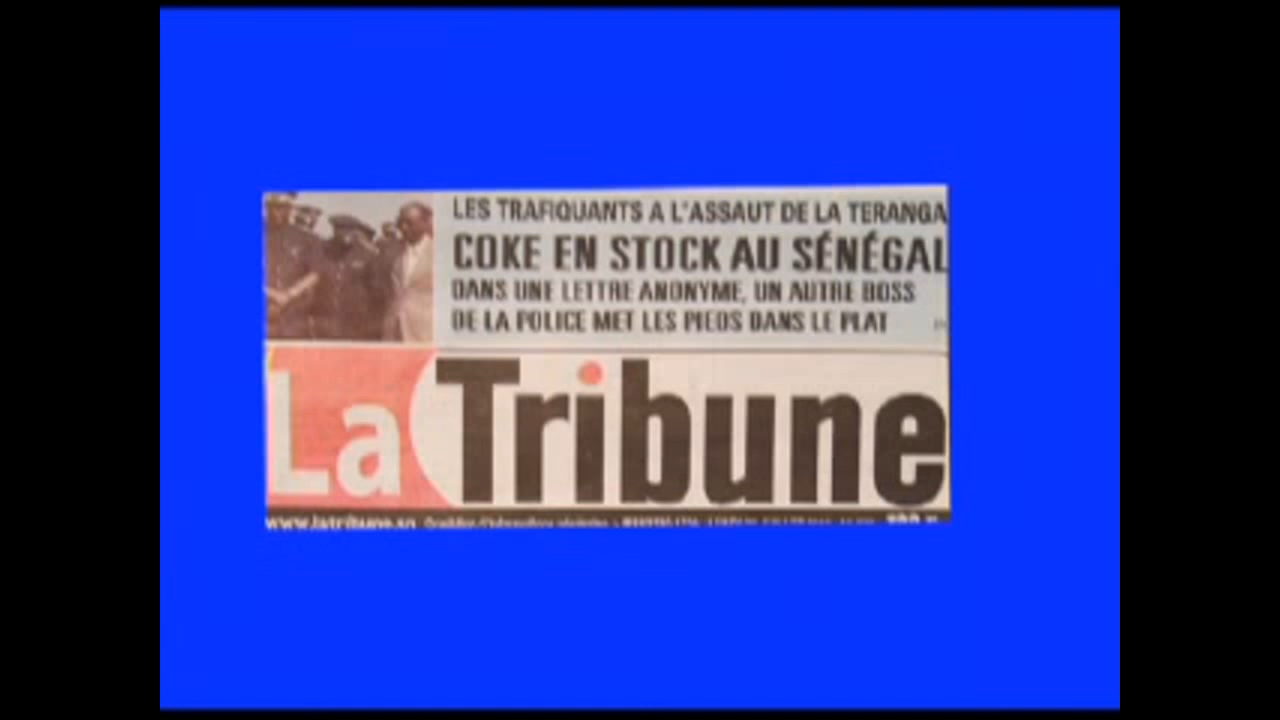 LES TRAFIQUANTS A L'ASSAUT DE LA TERANGA
COKE EN STOCK AU SÉNÉGAL
DANS UNE LETTRE ANONYME, UN AUTRE BOSS
DE LA POLICE MET LES PIEDS DANS LE PLAT
La Tribune
www.latribune.sn